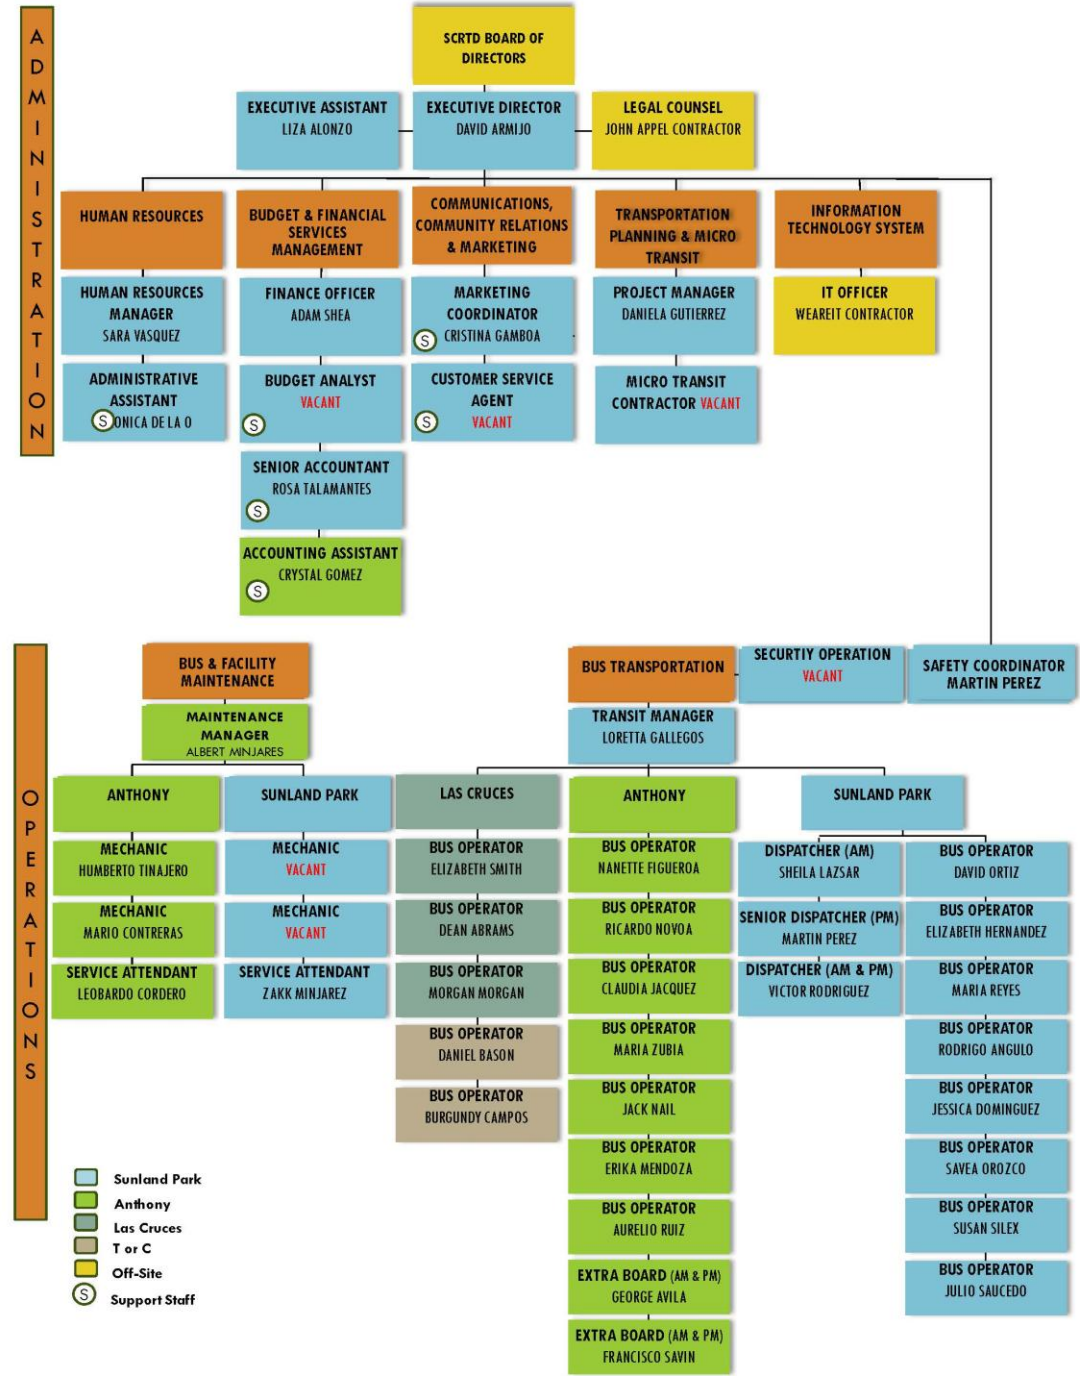 ADMINISTRATION
SCRTD BOARD OF
DIRECTORS
EXECUTIVE ASSISTANT
LIZA ALONZO
EXECUTIVE DIRECTOR
DAVID ARMIJO
LEGAL COUNSEL
JOHN APPEL CONTRACTOR
HUMAN RESOURCES
BUDGET & FINANCIAL
SERVICES
MANAGEMENT
COMMUNICATIONS,
COMMUNITY RELATIONS
& MARKETING
TRANSPORTATION
PLANNING & MICRO
TRANSIT
INFORMATION
TECHNOLOGY SYSTEM
HUMAN RESOURCES
MANAGER
SARA VASQUEZ
FINANCE OFFICER
ADAM SHEA
MARKETING
COORDINATOR
S CRISTINA GAMBOA
PROJECT MANAGER
DANIELA GUTIERREZ
IT OFFICER
WEAREIT CONTRACTOR
ADMINISTRATIVE
ASSISTANT
S ONICA DE LA O
BUDGET ANALYST
VACANT
S
CUSTOMER SERVICE
AGENT
S VACANT
MICRO TRANSIT
CONTRACTOR VACANT
SENIOR ACCOUNTANT
ROSA TALAMANTES
S
ACCOUNTING ASSISTANT
CRYSTAL GOMEZ
S
OPERATIONS
BUS & FACILITY
MAINTENANCE
MAINTENANCE
MANAGER
ALBERT MINJARES
BUS TRANSPORTATION
SECURTIY OPERATION
VACANT
SAFETY COORDINATOR
MARTIN PEREZ
TRANSIT MANAGER
LORETTA GALLEGOS
ANTHONY
MECHANIC
HUMBERTO TINAJERO
MECHANIC
MARIO CONTRERAS
SERVICE ATTENDANT
LEOBARDO CORDERO
SUNLAND PARK
MECHANIC
VACANT
MECHANIC
VACANT
SERVICE ATTENDANT
ZAKK MINJAREZ
LAS CRUCES
BUS OPERATOR
ELIZABETH SMITH
BUS OPERATOR
DEAN ABRAMS
BUS OPERATOR
MORGAN MORGAN
BUS OPERATOR
DANIEL BASON
BUS OPERATOR
BURGUNDY CAMPOS
ANTHONY
BUS OPERATOR
NANETTE FIGUEROA
BUS OPERATOR
RICARDO NOVOA
BUS OPERATOR
CLAUDIA JACQUEZ
BUS OPERATOR
MARIA ZUBIA
BUS OPERATOR
JACK NAIL
BUS OPERATOR
ERIKA MENDOZA
BUS OPERATOR
AURELIO RUIZ
EXTRA BOARD (AM & PM)
GEORGE AVILA
EXTRA BOARD (AM & PM)
FRANCISCO SAVIN
SUNLAND PARK
DISPATCHER (AM)
SHEILA LAZSAR
SENIOR DISPATCHER (PM)
MARTIN PEREZ
DISPATCHER (AM & PM)
VICTOR RODRIGUEZ
BUS OPERATOR
DAVID ORTIZ
BUS OPERATOR
ELIZABETH HERNANDEZ
BUS OPERATOR
MARIA REYES
BUS OPERATOR
RODRIGO ANGULO
BUS OPERATOR
JESSICA DOMINGUEZ
BUS OPERATOR
SAVEA OROZCO
BUS OPERATOR
SUSAN SILEX
BUS OPERATOR
JULIO SAUCEDO
Sunland Park
Anthony
Las Cruces
T or C
Off-Site
S Support Staff